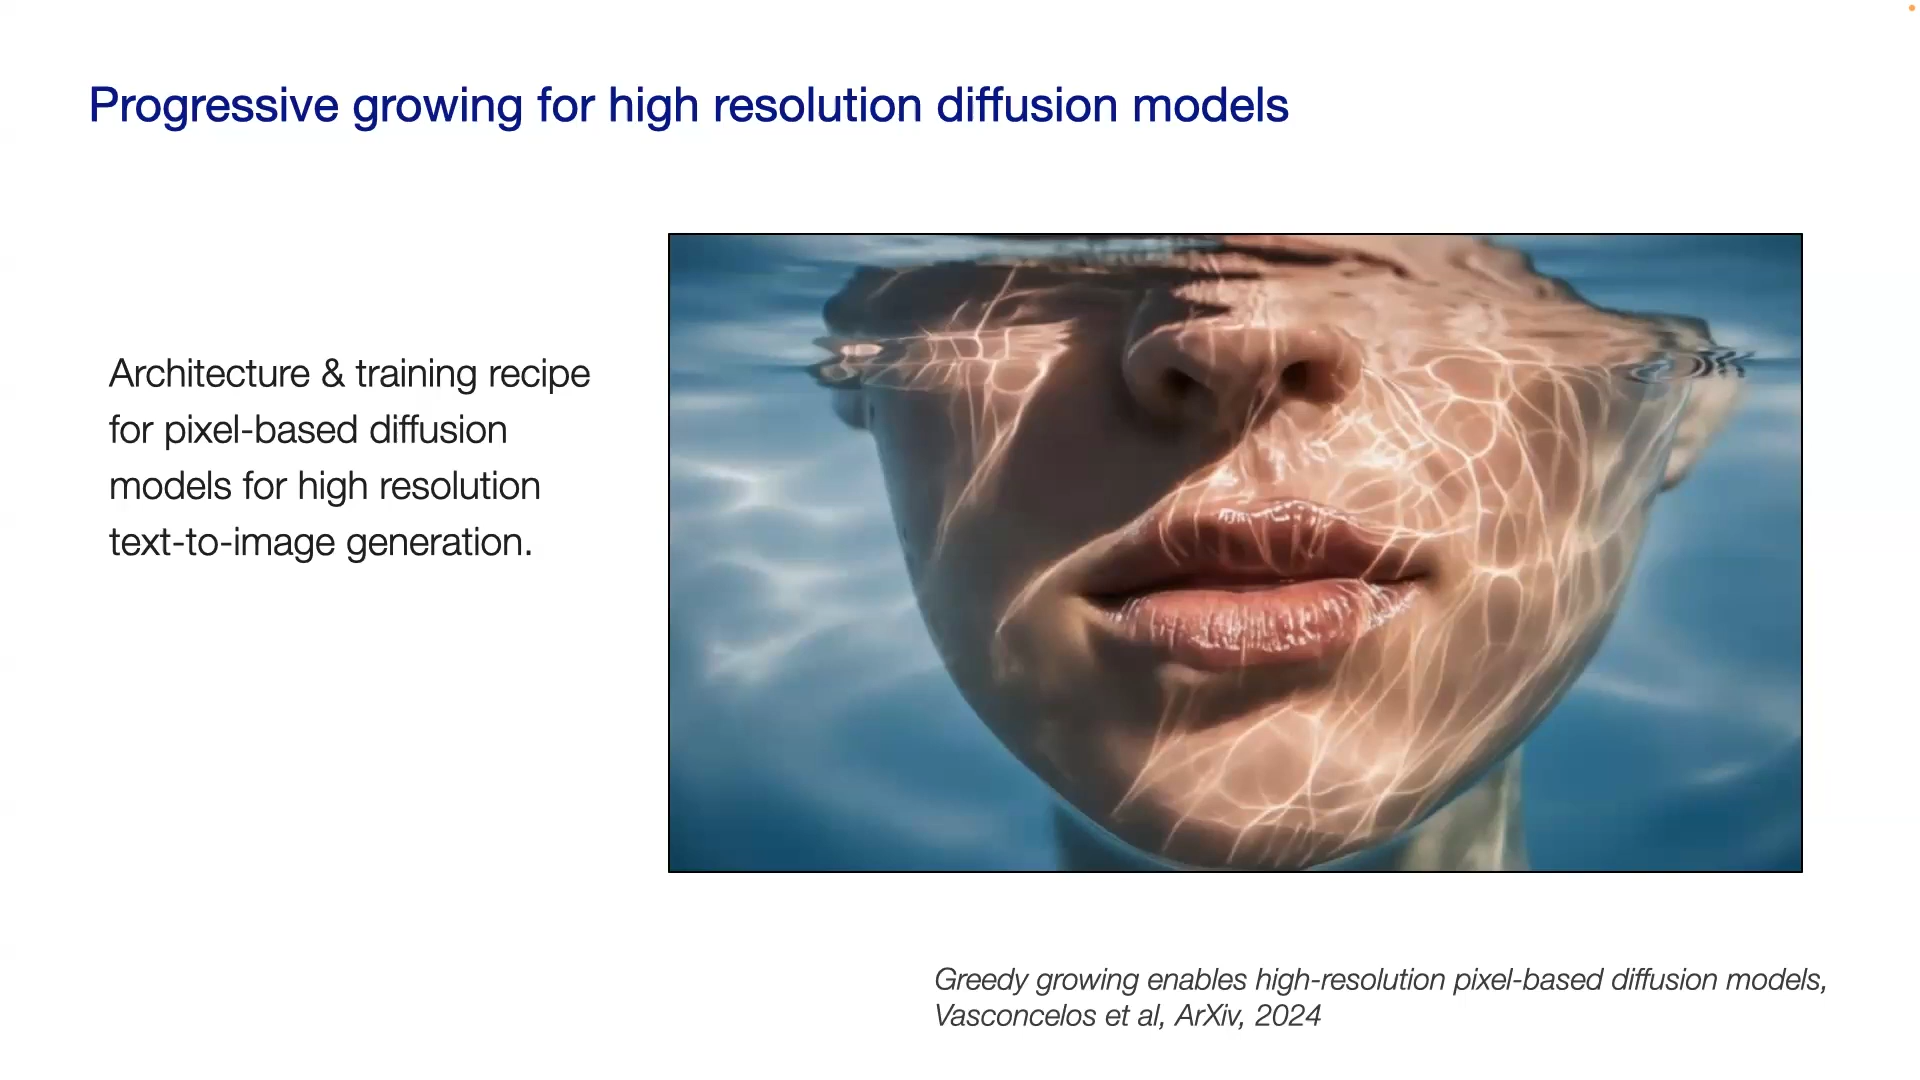 Progressive growing for high resolution diffusion models
Architecture & training recipe
for pixel-based diffusion
models for high resolution
text-to-image generation.
Greedy growing enables high-resolution pixel-based diffusion models,
Vasconcelos et al, ArXiv, 2024